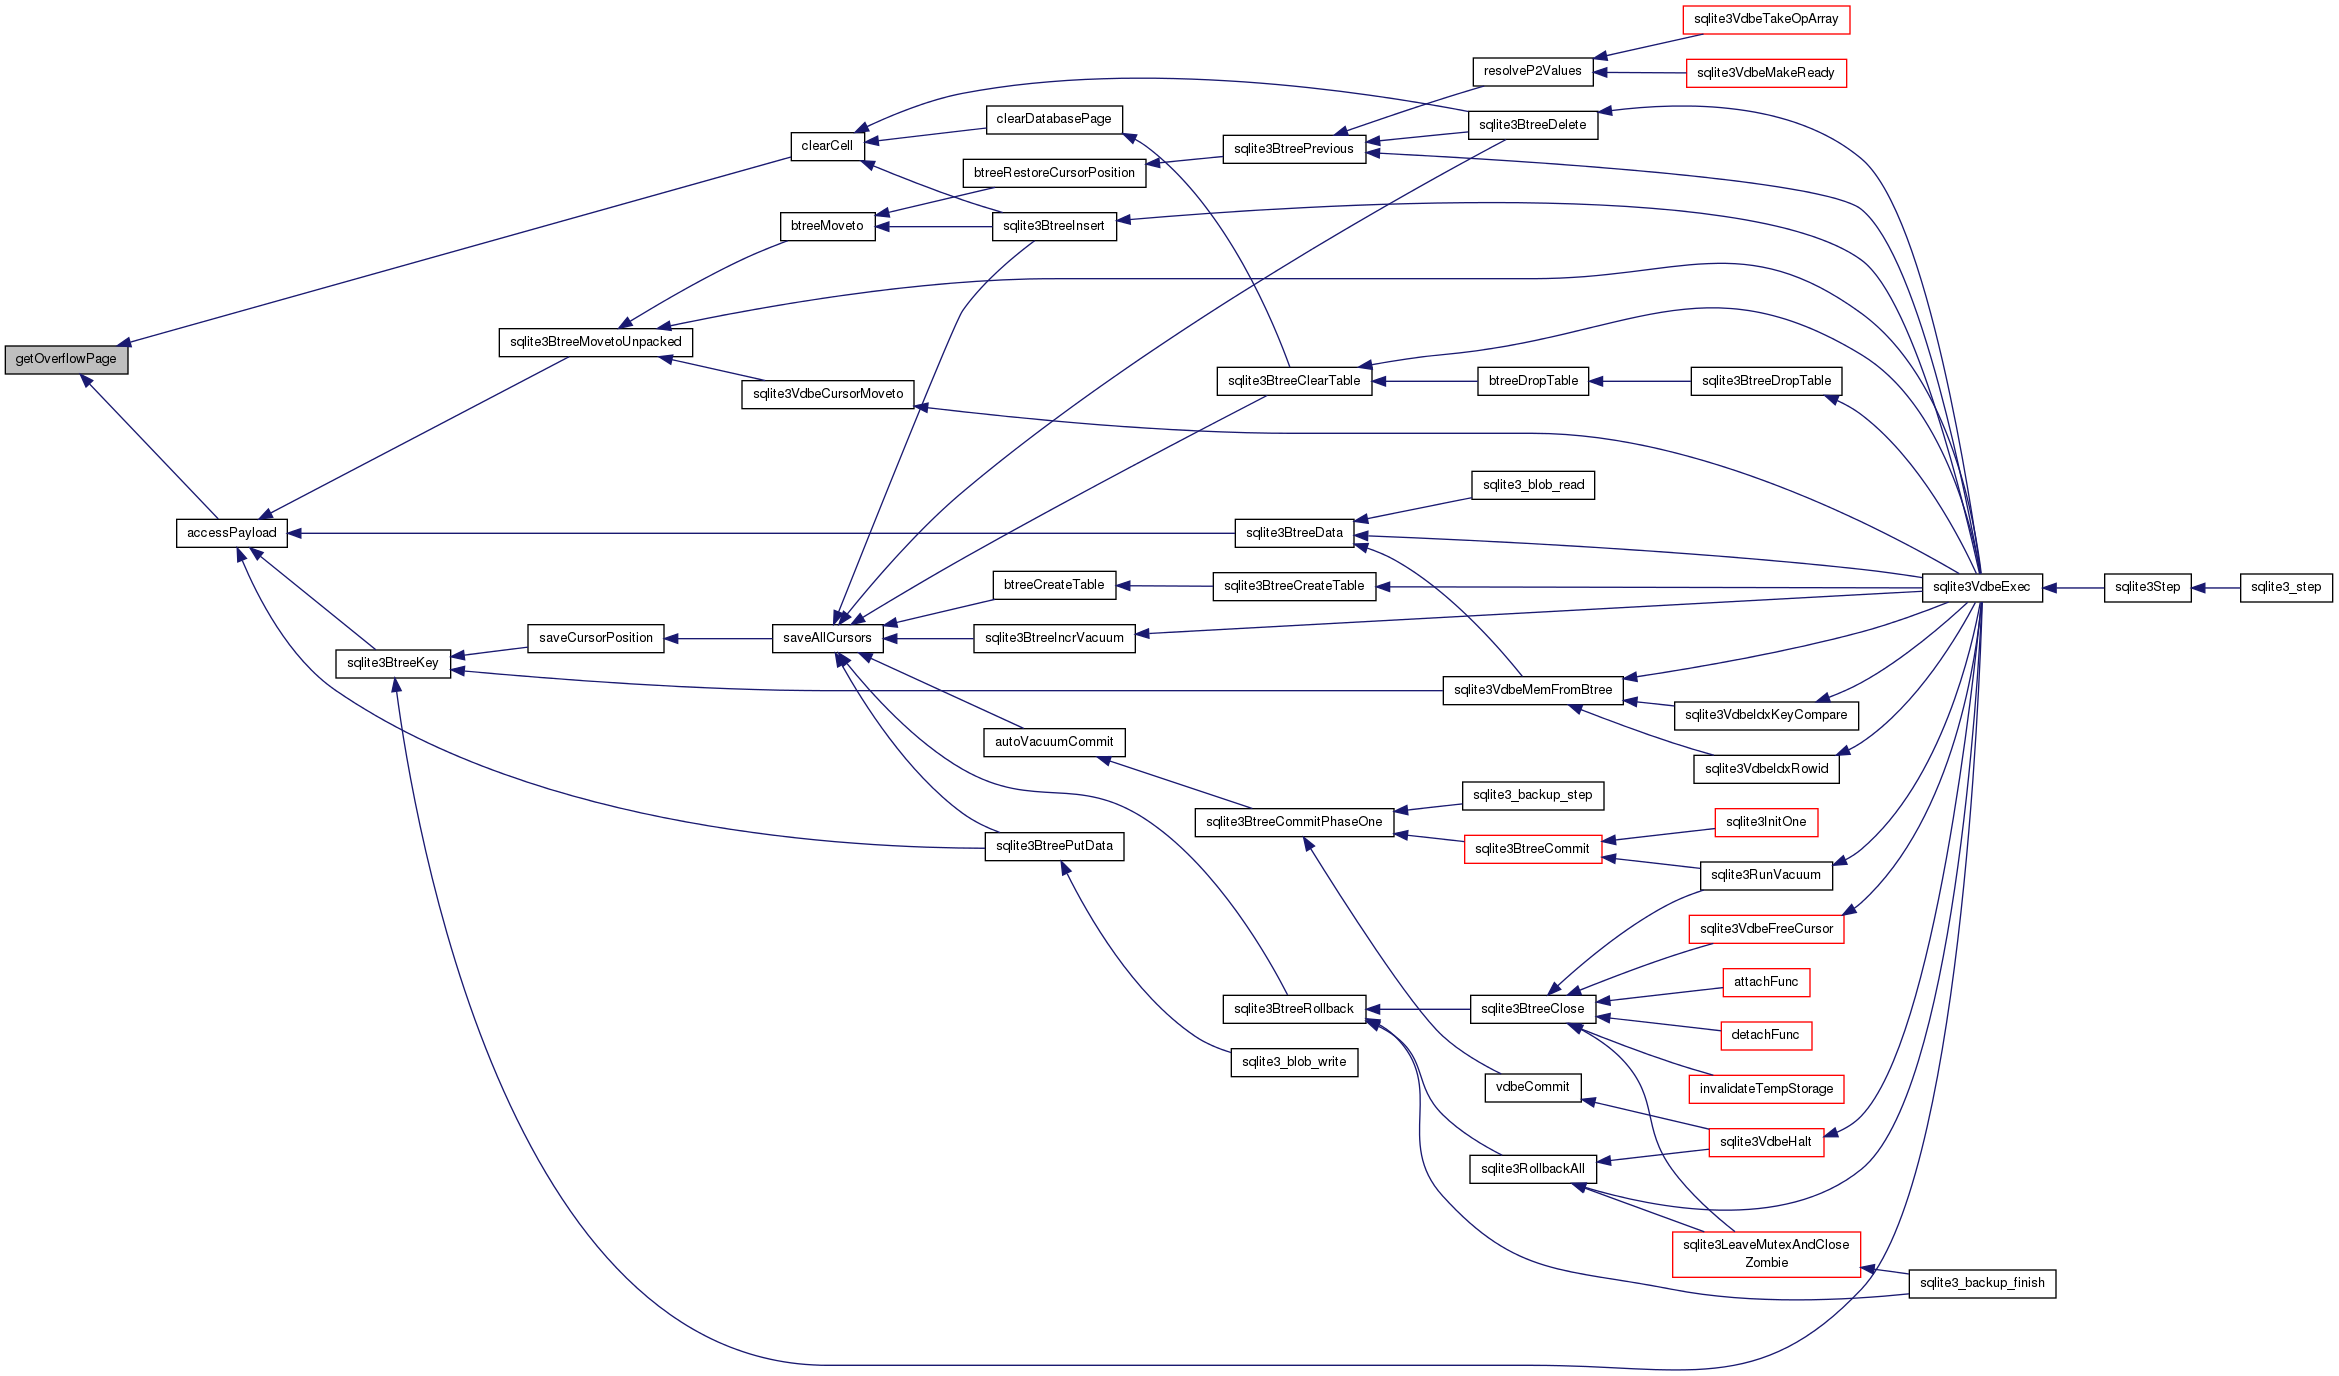 sqlite3VdbeTakeOpArray
resolveP2Values
sqlite3VdbeMakeReady
clearDatabasePage
sqlite3BtreeDelete
clearCell
sqlite3BtreePrevious
btreeRestoreCursorPosition
btreeMoveto
sqlite3BtreeInsert
sqlite3BtreeMovetoUnpacked
getOverflowPage
sqlite3VdbeCursorMoveto
sqlite3BtreeClearTable
btreeDropTable
sqlite3BtreeDropTable
sqlite3_blob_read
accessPayload
sqlite3BtreeData
btreeCreateTable
sqlite3BtreeCreateTable
sqlite3VdbeExec
sqlite3Step
sqlite3_step
saveCursorPosition
saveAllCursors
sqlite3BtreeIncrVacuum
sqlite3BtreeKey
sqlite3VdbeMemFromBtree
sqlite3VdbeIdxKeyCompare
autoVacuumCommit
sqlite3VdbeIdxRowid
sqlite3_backup_step
sqlite3BtreeCommitPhaseOne
sqlite3InitOne
sqlite3BtreePutData
sqlite3BtreeCommit
sqlite3RunVacuum
sqlite3VdbeFreeCursor
attachFunc
sqlite3BtreeRollback
sqlite3BtreeClose
detachFunc
sqlite3_blob_write
vdbeCommit
invalidateTempStorage
sqlite3VdbeHalt
sqlite3RollbackAll
sqlite3LeaveMutexAndClose
Zombie
sqlite3_backup_finish